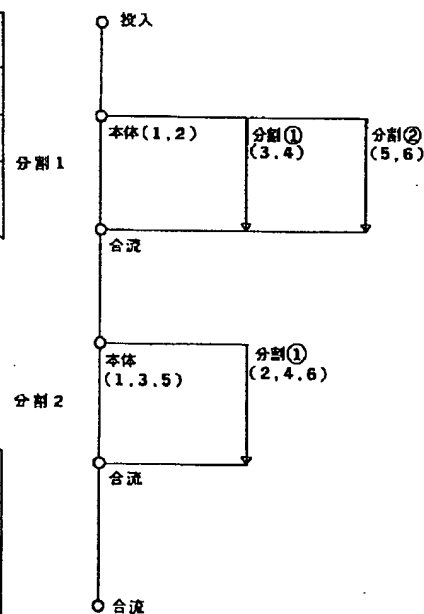 投入
本体(1,2)
分割①
(3,4)
分割②
(5,6)
分割1
合流
本体
(1,3,5)
分割①
(2,4,6)
分割2
合流
合流